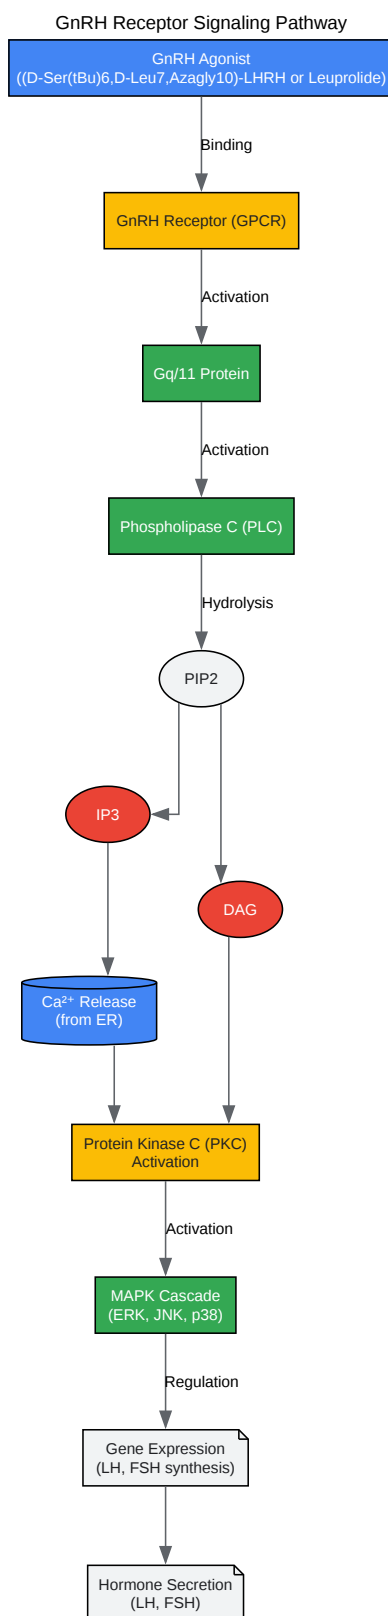 GnRH Receptor Signaling Pathway
GnRH Agonist
((D-Ser(tBu)6,D-Leu7,Azagly10)-LHRH or Leuprolide)
Binding
GnRH Receptor (GPCR)
Activation
Gq/11 Protein
Activation
Phospholipase C (PLC)
Hydrolysis
PIP2
IP3
DAG
Ca²⁺ Release
(from ER)
Protein Kinase C (PKC)
Activation
Activation
MAPK Cascade
(ERK, JNK, p38)
Regulation
Gene Expression
(LH, FSH synthesis)
Hormone Secretion
(LH, FSH)